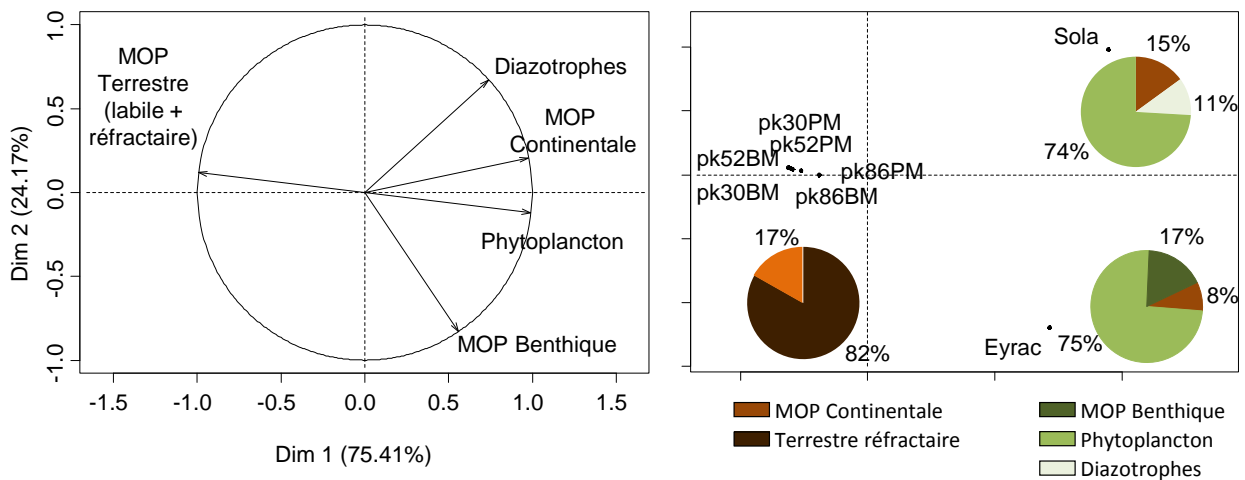 MOP
Terrestre
(labile +
réfractaire)
Diazotrophes
MOP
Continentale
Phytoplancton
MOP Benthique
1.0
0.5
0.0
-0.5
-1.0
Dim 2 (24.17%)
-1.5 -1.0 -0.5 0.0 0.5 1.0 1.5
Dim 1 (75.41%)
Sola
15%
11%
74%
pk30PM
pk52PM
pk52BM
pk86PM
pk30BM
pk86BM
17%
82%
17%
8%
75%
Eyrac
MOP Continentale
Terrestre réfractaire
MOP Benthique
Phytoplancton
Diazotrophes